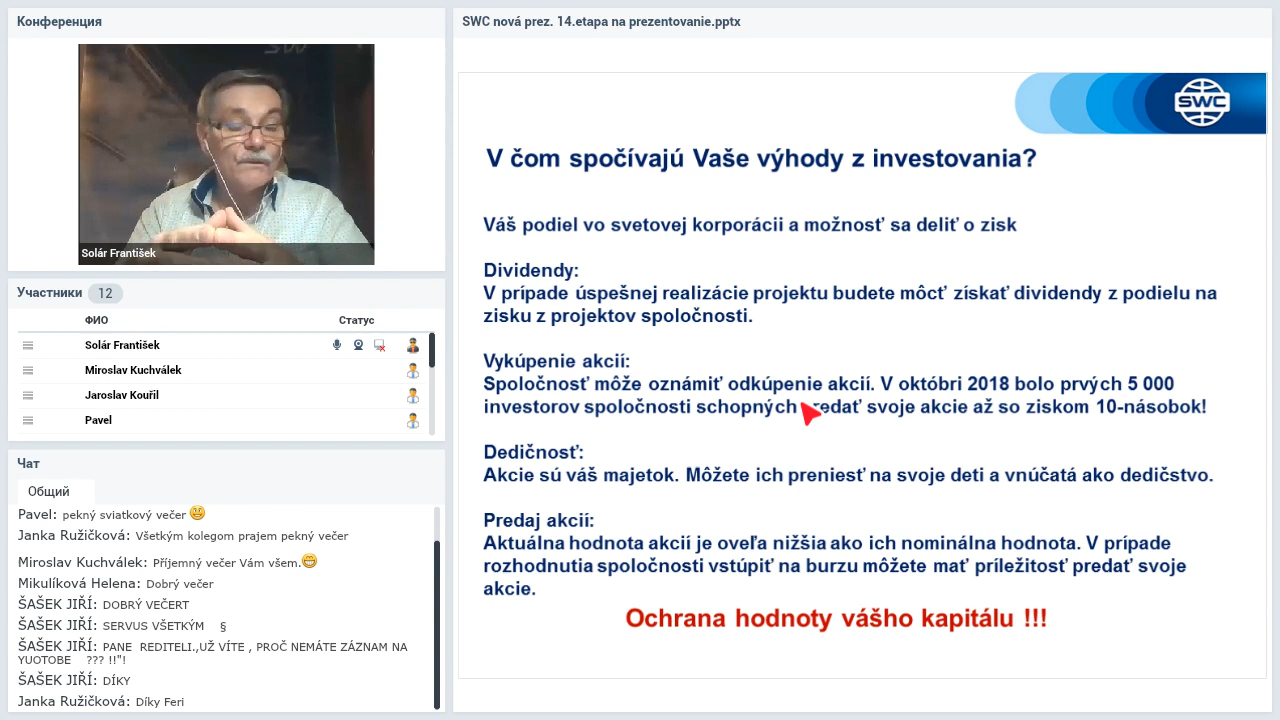 Конференция
Solár František
Участники 12
ФИО Статус
Solár František
Miroslav Kuchválek
Jaroslav Kouřil
Pavel
Чат
Общий
Pavel: pekný sviatkový večer
Janka Ružičková: Všetkým kolegom prajem pekný večer
Miroslav Kuchválek: Příjemný večer Vám všem.
Mikulíková Helena: Dobrý večer
ŠAŠEK JIŘÍ: DOBRÝ VEČERT
ŠAŠEK JIŘÍ: SERVUS VŠETKÝM §
ŠAŠEK JIŘÍ: PANE REDITELI.,UŽ VÍTE , PROČ NEMÁTE ZÁZNAM NA
YUOTOBE ??? !!"!
ŠAŠEK JIŘÍ: DÍKY
Janka Ružičková: Díky Feri
SWC nová prez. 14.etapa na prezentovanie.pptx
SWC
V čom spočívajú Vaše výhody z investovania?
Váš podiel vo svetovej korporácii a možnosť sa deliť o zisk
Dividendy:
V prípade úspešnej realizácie projektu budete môcť získať dividendy z podielu na
zisku z projektov spoločnosti.
Vykúpenie akcií:
Spoločnosť môže oznámiť odkúpenie akcií. V októbri 2018 bolo prvých 5 000
investorov spoločnosti schopných redať svoje akcie až so ziskom 10-násobok!
Dedičnosť:
Akcie sú váš majetok. Môžete ich preniesť na svoje deti a vnúčatá ako dedičstvo.
Predaj akcií:
Aktuálna hodnota akcií je oveľa nižšia ako ich nominálna hodnota. V prípade
rozhodnutia spoločnosti vstúpiť na burzu môžete mať príležitosť predať svoje
akcie.
Ochrana hodnoty vášho kapitálu !!!